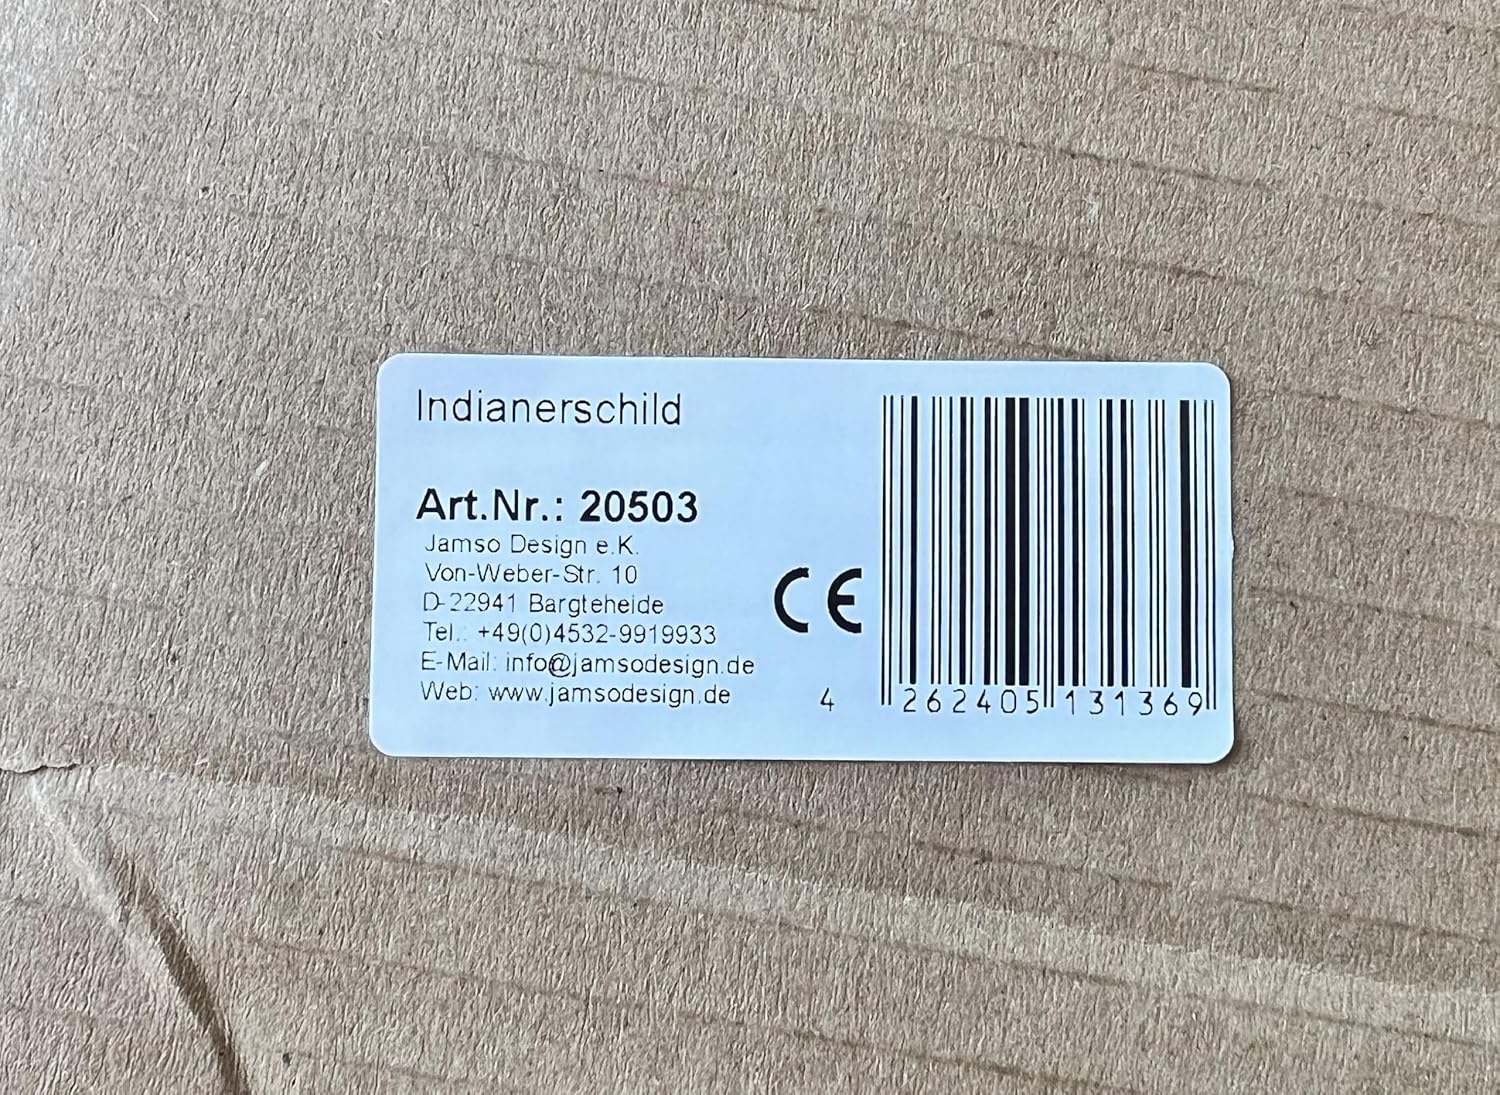 Indianerschild
Art.Nr.: 20503
Jamso Design e.K.
Von-Weber-Str. 10
D-22941 Bargteheide
Tel.: +49(0)4532-9919933
E-Mail: info@jamsodesign.de
Web: www.jamsodesign.de
CE
4 262405 131369